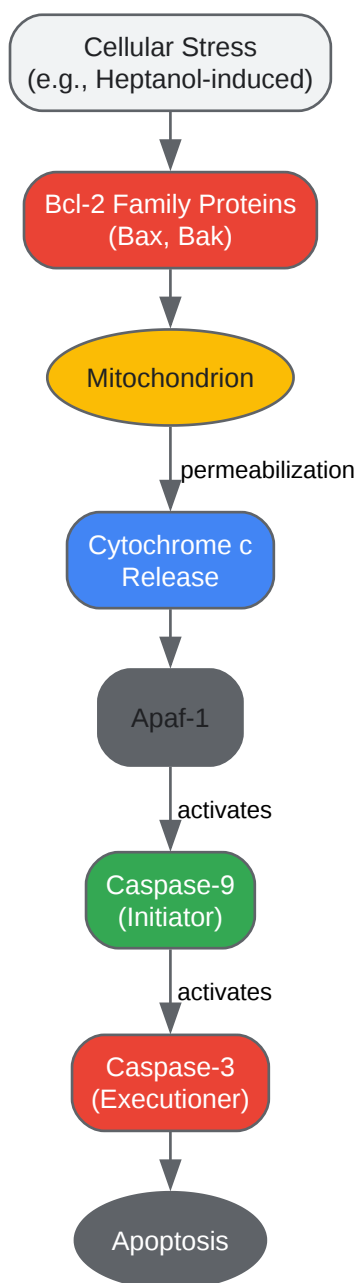 Cellular Stress
(e.g., Heptanol-induced)
Bcl-2 Family Proteins
(Bax, Bak)
Mitochondrion
permeabilization
Cytochrome c
Release
Apaf-1
activates
Caspase-9
(Initiator)
activates
Caspase-3
(Executioner)
Apoptosis